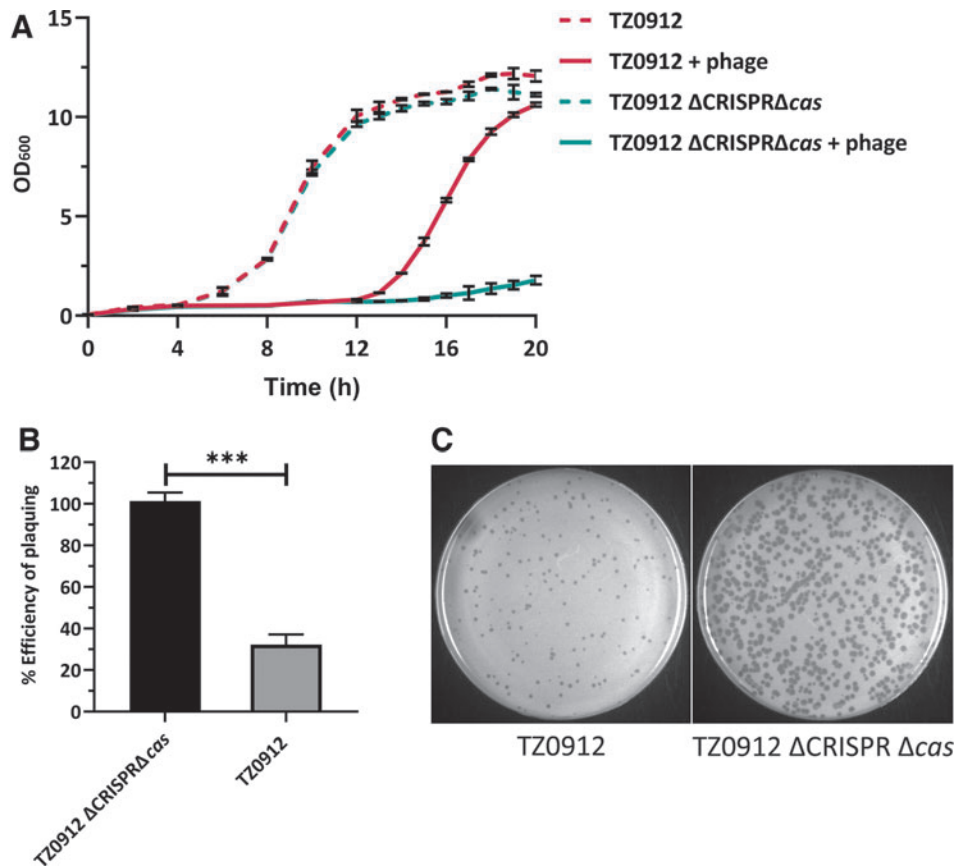 A
15
10
5
0
OD600
0 4 8 12 16 20
Time (h)
TZ0912
TZ0912 + phage
TZ0912 ΔCRISPRΔcas
TZ0912 ΔCRISPRΔcas + phage
B
120
100
80
60
40
20
0
% Efficiency of plaquing
***
TZ0912 ΔCRISPRΔcas
TZ0912
C
TZ0912
TZ0912 ΔCRISPR Δcas